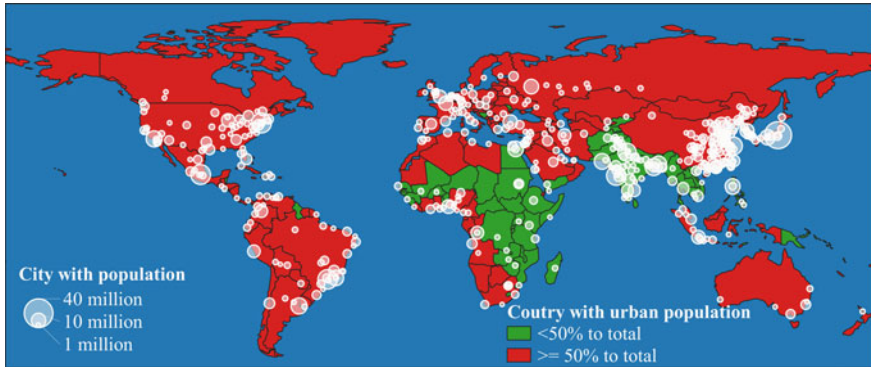 City with population
40 million
10 million
1 million
Coutry with urban population
<50% to total
>= 50% to total